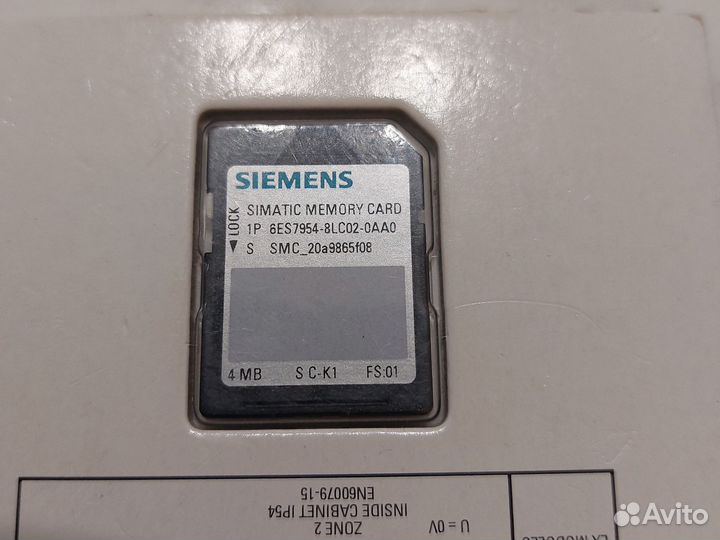 SIEMENS
SIMATIC MEMORY CARD
1P 6ES7954-8LC02-0AA0
S SMC_20a9865f08
LOCK
4 MB S C-K1 FS:01
U = 0V
ZONE 2
INSIDE CABINET IP54
EN60079-15
Avito